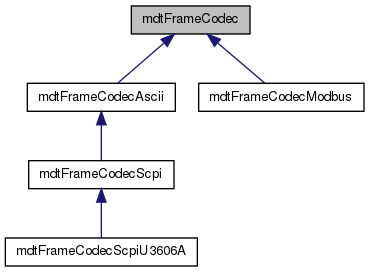 mdtFrameCodec
mdtFrameCodecAscii
mdtFrameCodecModbus
mdtFrameCodecScpi
mdtFrameCodecScpiU3606A